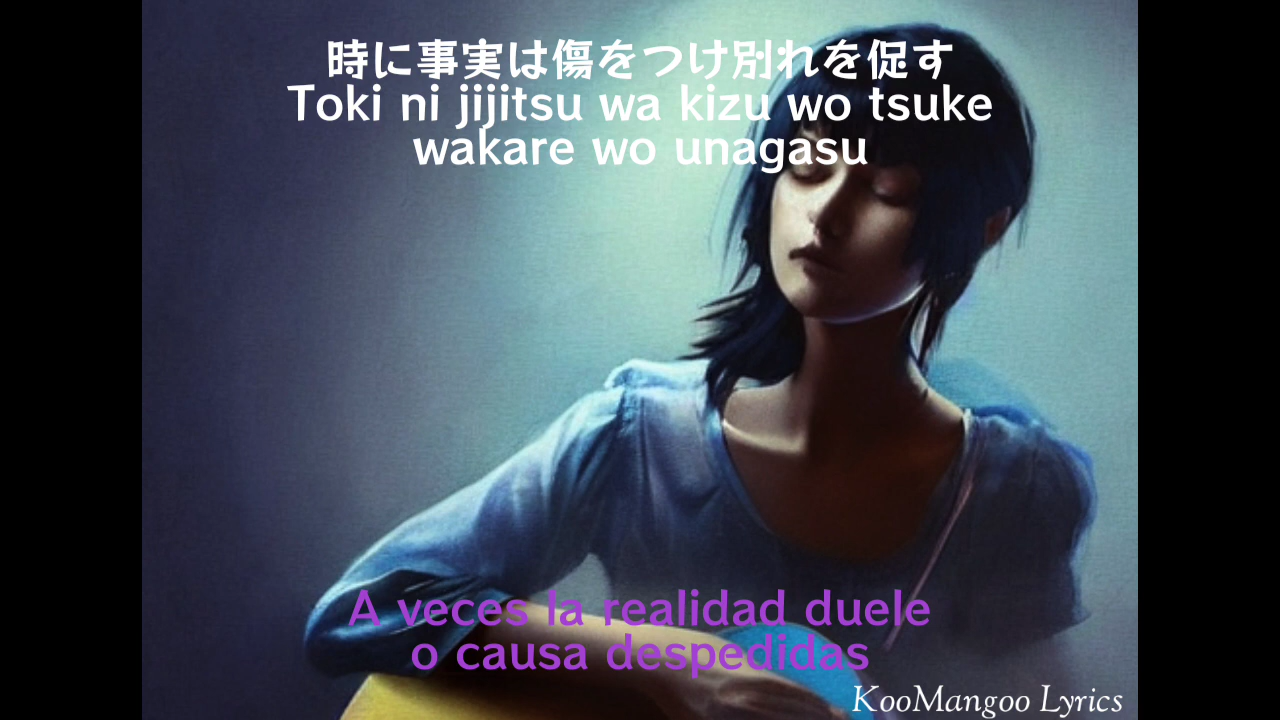 時に事実は傷をつけ別れを促す
Toki ni jijitsu wa kizu wo tsuke
wakare wo unagasu
A veces la realidad duele
o causa despedidas
KooMangoo Lyrics